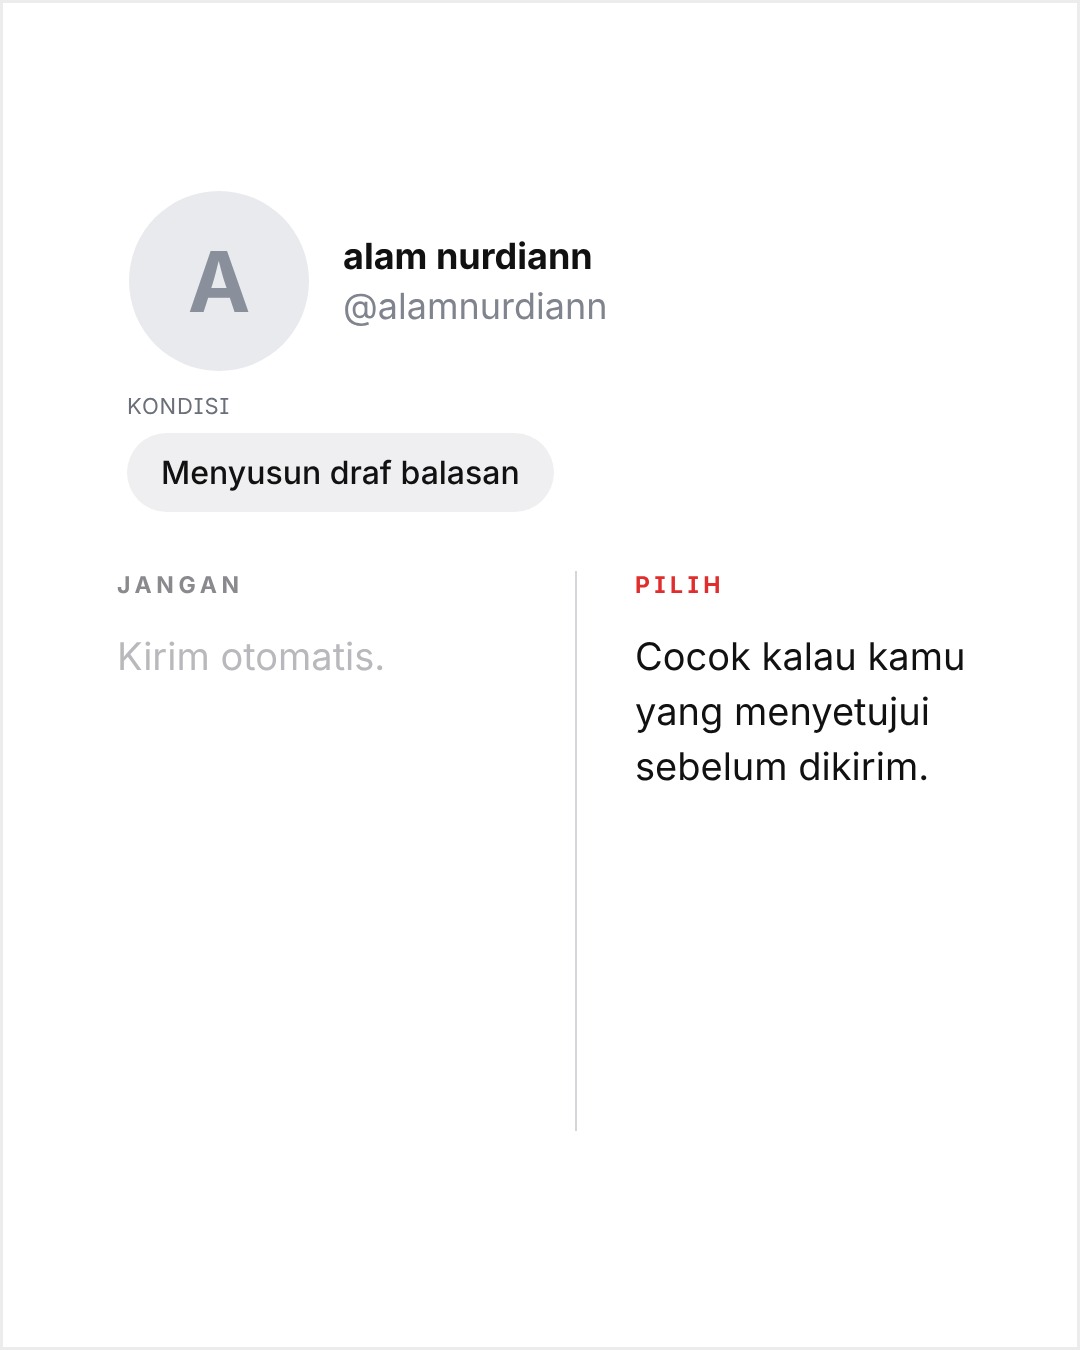 A
alam nurdiann
@alamnurdiann
KONDISI
Menyusun draf balasan
JANGAN
Kirim otomatis.
PILIH
Cocok kalau kamu
yang menyetujui
sebelum dikirim.